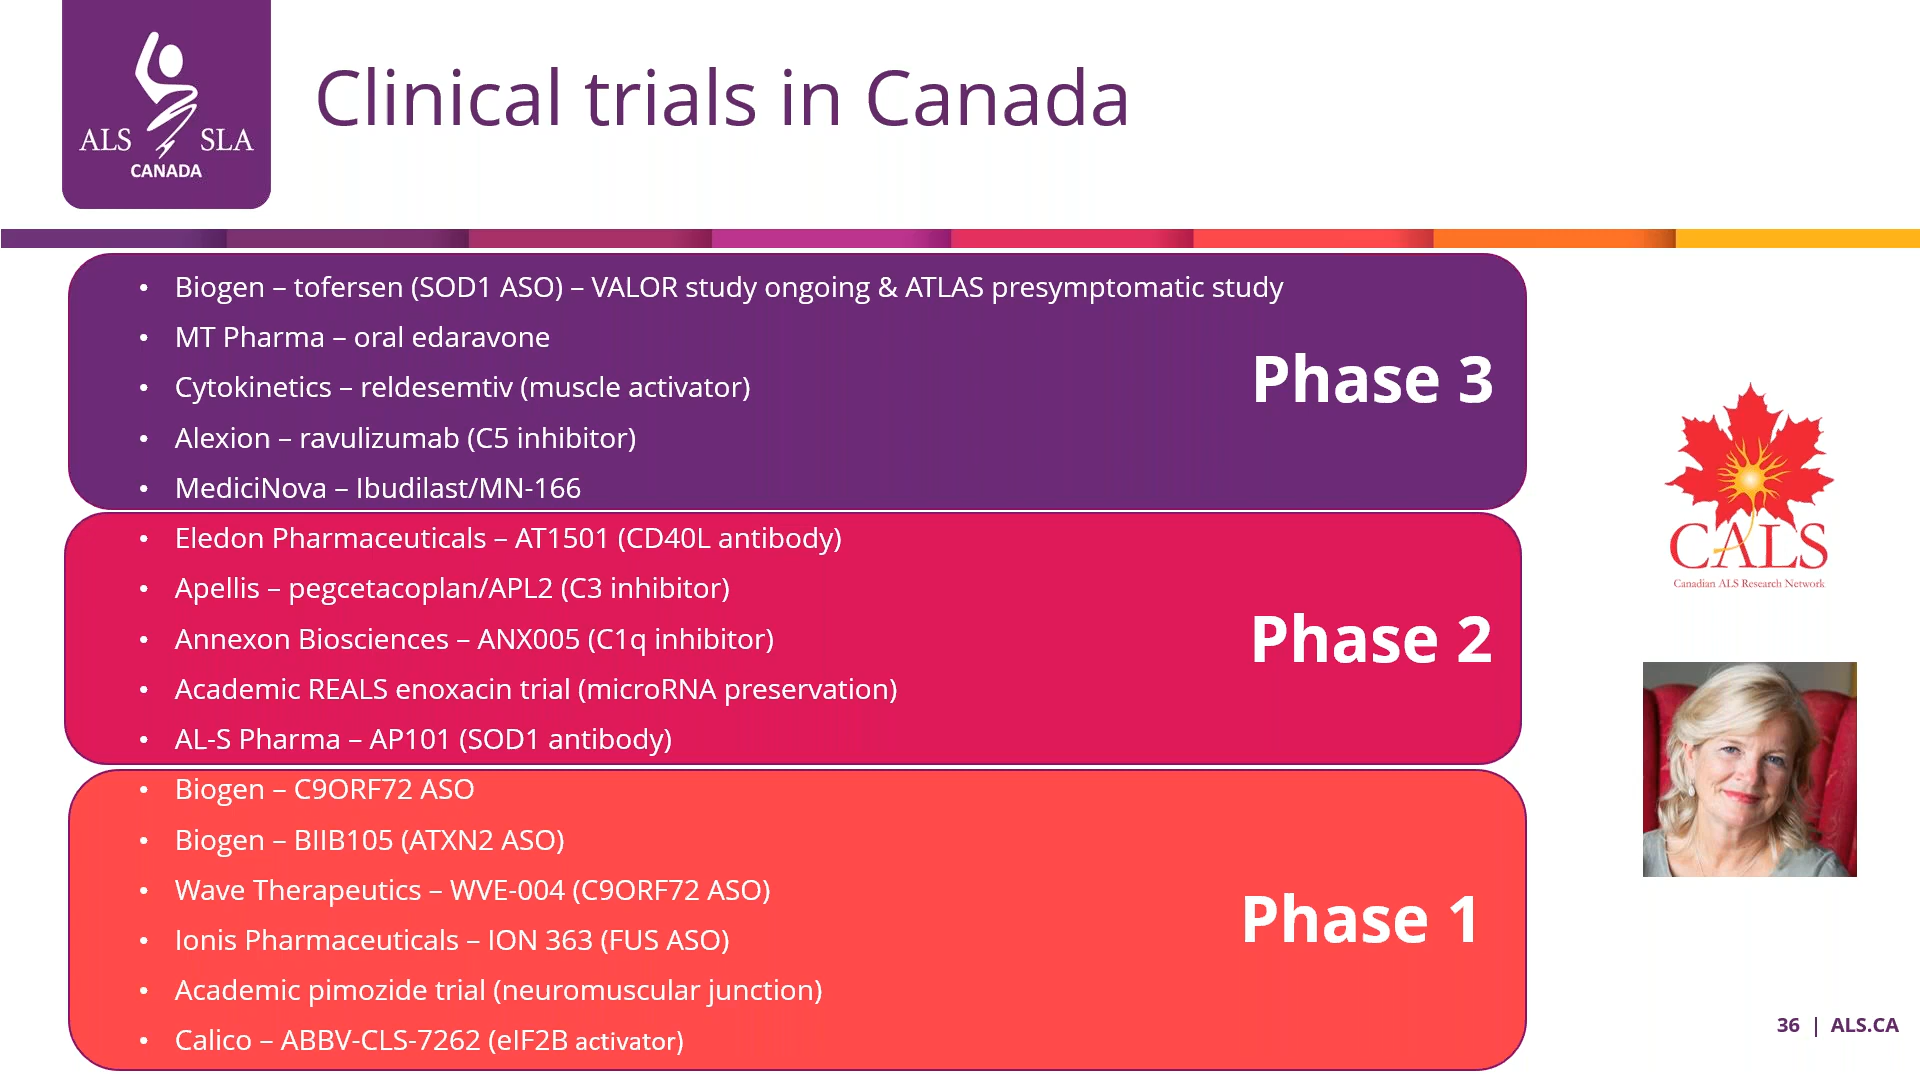 ALS SLA
CANADA
Clinical trials in Canada
• Biogen – tofersen (SOD1 ASO) – VALOR study ongoing & ATLAS presymptomatic study
• MT Pharma – oral edaravone
• Cytokinetics – reldesemtiv (muscle activator)
• Alexion – ravulizumab (C5 inhibitor)
• MediciNova – Ibudilast/MN-166
Phase 3
• Eledon Pharmaceuticals – AT1501 (CD40L antibody)
• Apellis – pegcetacoplan/APL2 (C3 inhibitor)
• Annexon Biosciences – ANX005 (C1q inhibitor)
• Academic REALS enoxacin trial (microRNA preservation)
• AL-S Pharma – AP101 (SOD1 antibody)
Phase 2
• Biogen – C9ORF72 ASO
• Biogen – BIIB105 (ATXN2 ASO)
• Wave Therapeutics – WVE-004 (C9ORF72 ASO)
• Ionis Pharmaceuticals – ION 363 (FUS ASO)
• Academic pimozide trial (neuromuscular junction)
• Calico – ABBV-CLS-7262 (eIF2B activator)
Phase 1
CALS
Canadian ALS Research Network
36 | ALS.CA